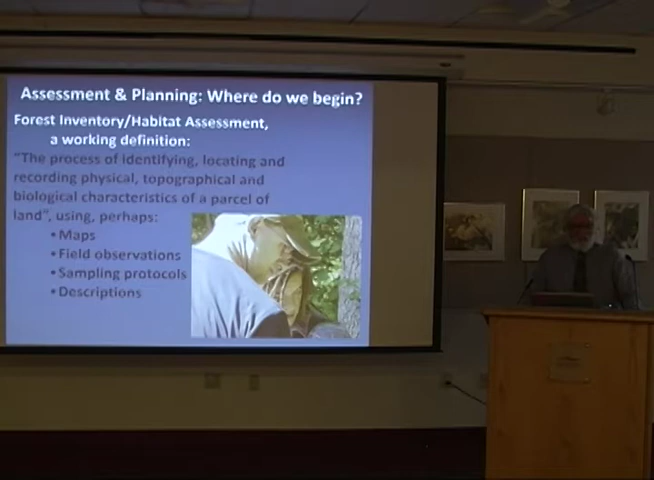 Assessment & Planning: Where do we begin?
Forest Inventory/Habitat Assessment,
a working definition:
"The process of identifying, locating and
recording physical, topographical and
biological characteristics of a parcel of
land", using, perhaps:
• Maps
• Field observations
• Sampling protocols
• Descriptions